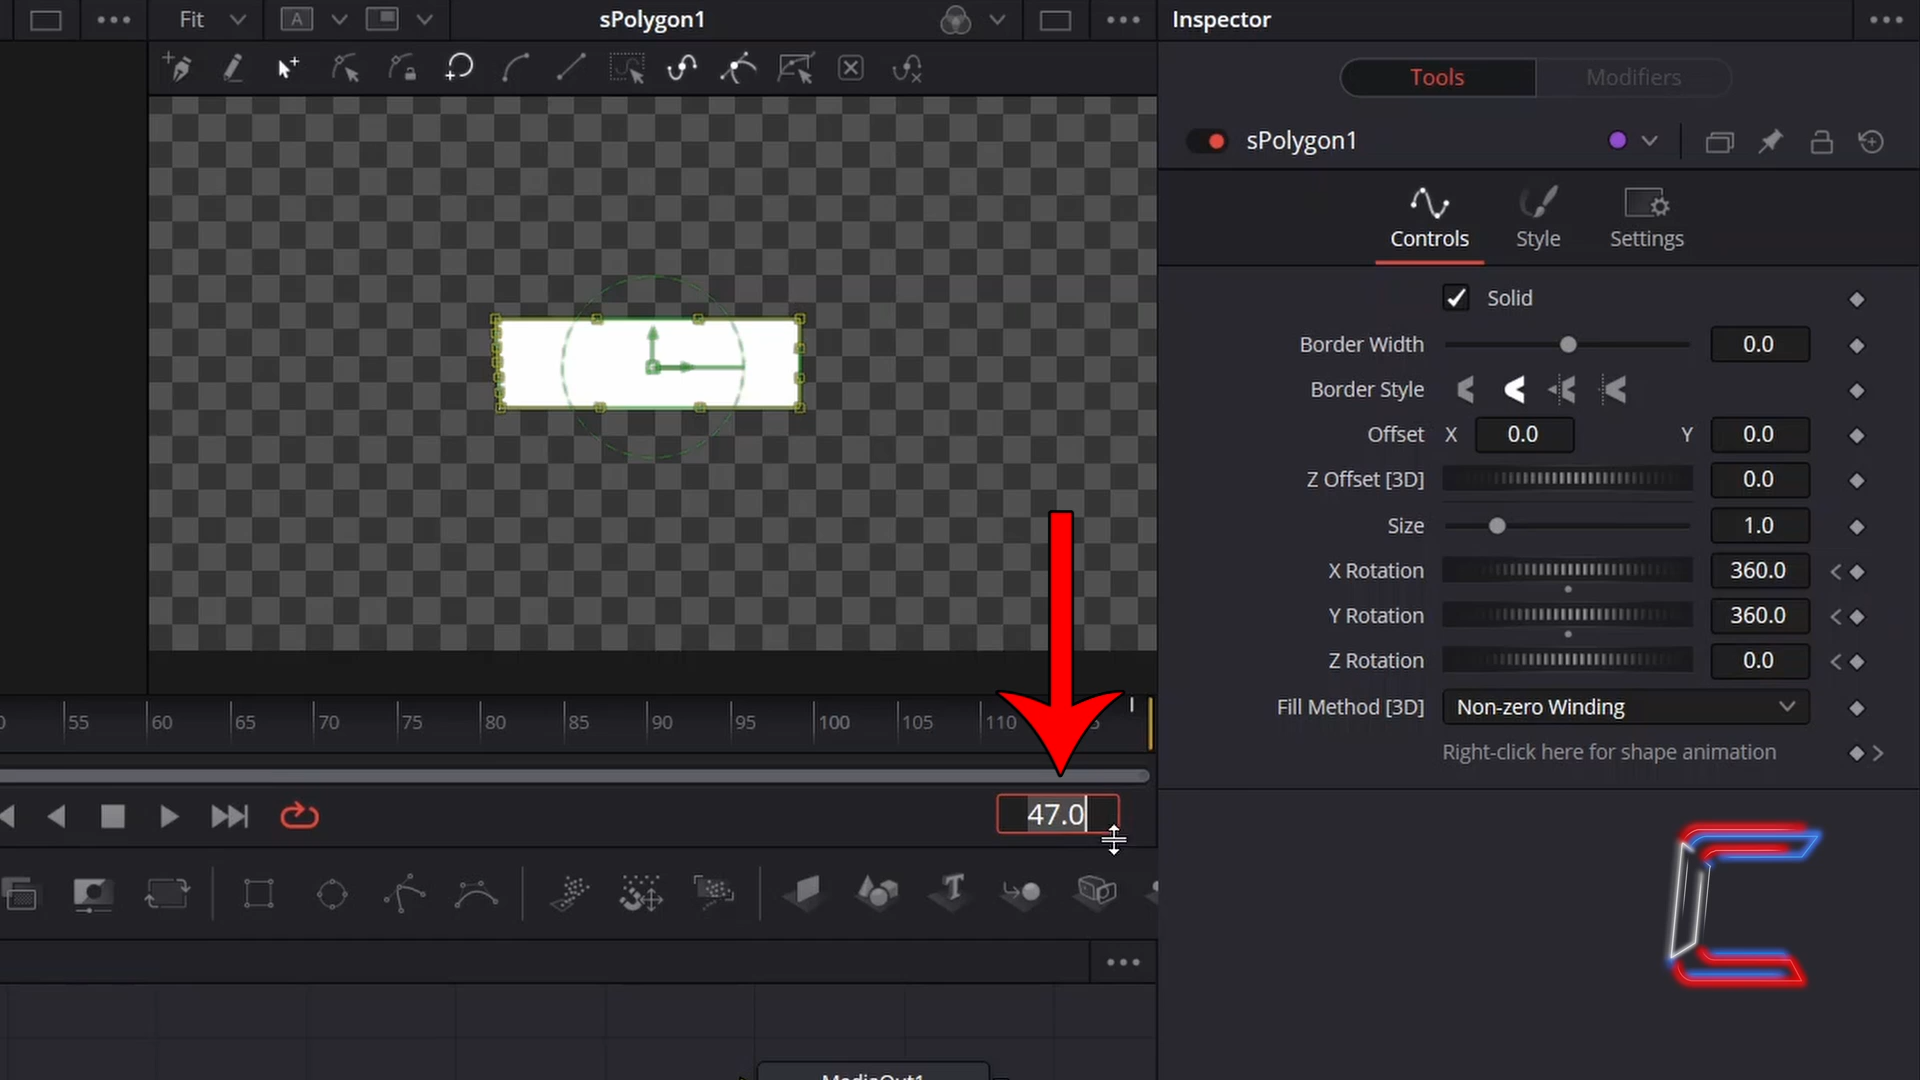 Fit
A
sPolygon1
Inspector
Tools
Modifiers
sPolygon1
Controls
Style
Settings
Solid
Border Width
0.0
Border Style
Offset
X
0.0
Y
0.0
Z Offset [3D]
0.0
Size
1.0
X Rotation
360.0
Y Rotation
360.0
Z Rotation
0.0
Fill Method [3D]
Non-zero Winding
Right-click here for shape animation
55 60 65 70 75 80 85 90 95 100 105 110
47.0
T